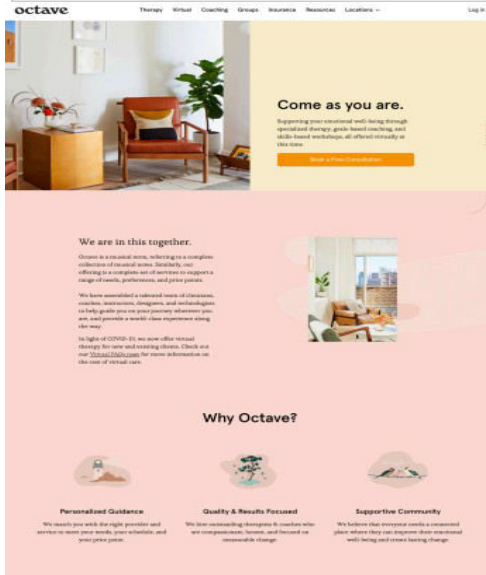 octave
Therapy Virtual Coaching Groups Insurance Resources Locations Log in
Come as you are.
Supporting your emotional well-being through
specialized therapy, goals-based coaching, and
skills-based workshops, all offered virtually at
this time.
Book a Free Consultation
We are in this together.
Octave is a musical note, referring to a complete
collection of musical notes. Similarly, our
offering is a complete set of services to support a
range of needs, preferences, and price points.
We have assembled a talented team of clinicians,
coaches, instructors, designers, and technologists
to help guide you on your journey wherever you
are, and provide a world-class experience along
the way.
In light of COVID-19, we now offer virtual
therapy for new and existing clients. Check out
our Virtual FAQs page for more information on
the cost of virtual care.
Why Octave?
Personalized Guidance
We match you with the right provider and
service to meet your needs, your schedule, and
your price point.
Quality & Results Focused
We hire outstanding therapists & coaches who
are compassionate, honest, and focused on
measurable change.
Supportive Community
We believe that everyone needs a connected
place where they can improve their emotional
well-being and create lasting change.